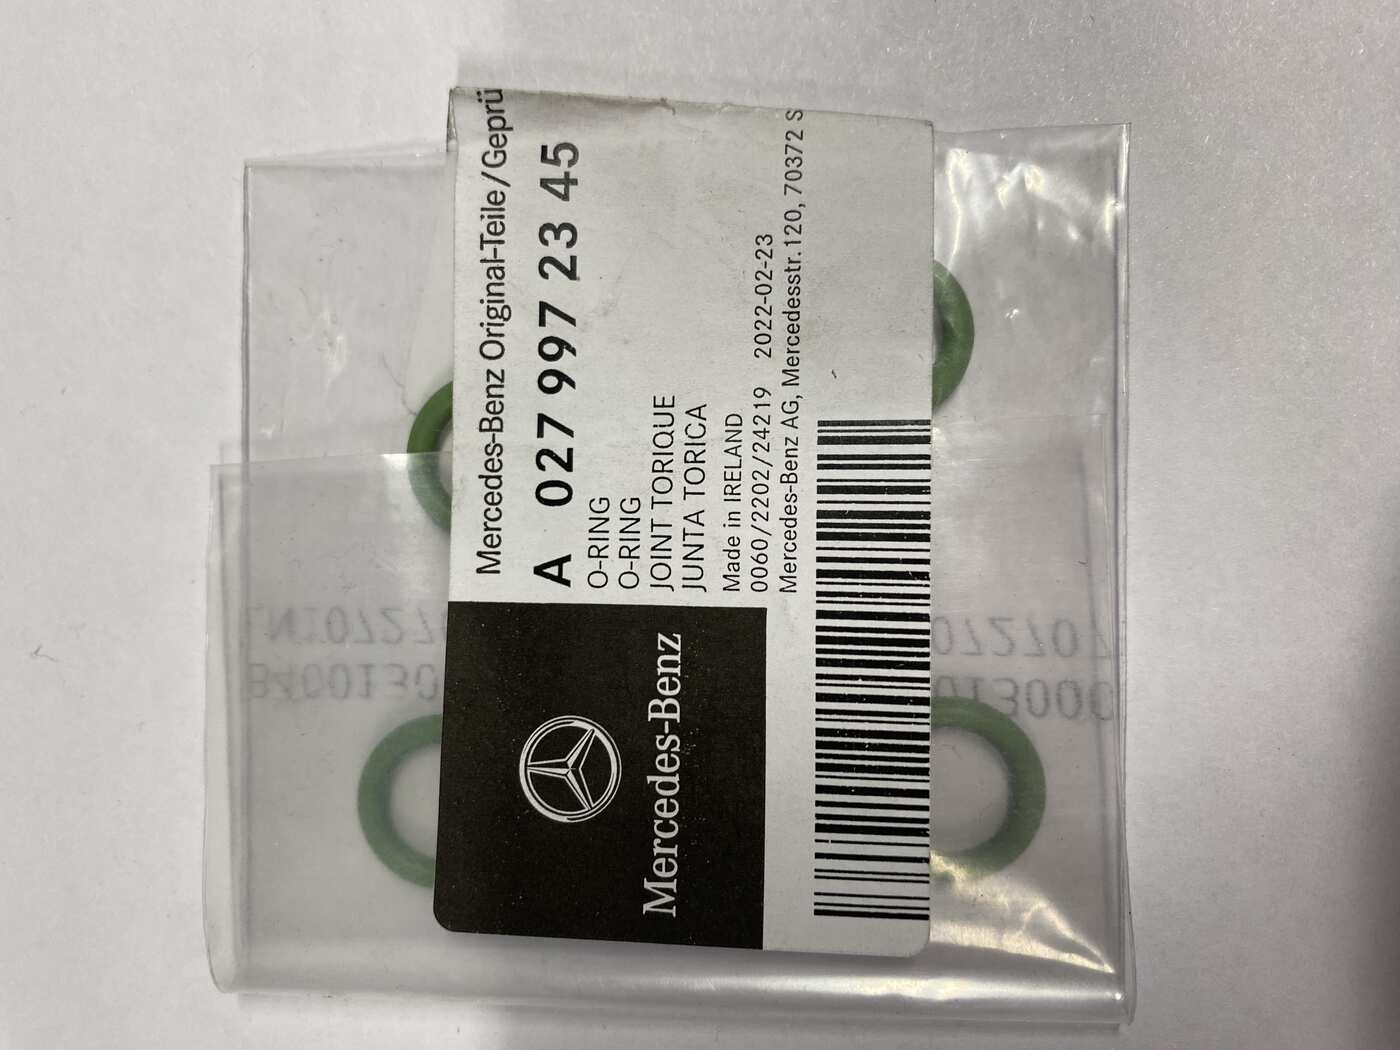 Mercedes-Benz Original-Teile/Geprü
A 027 997 23 45
O-RING
O-RING
JOINT TORIQUE
JUNTA TORICA
Made in IRELAND
0060/2202/24219 2022-02-23
Mercedes-Benz AG, Mercedesstr.120, 70372 S
Mercedes-Benz